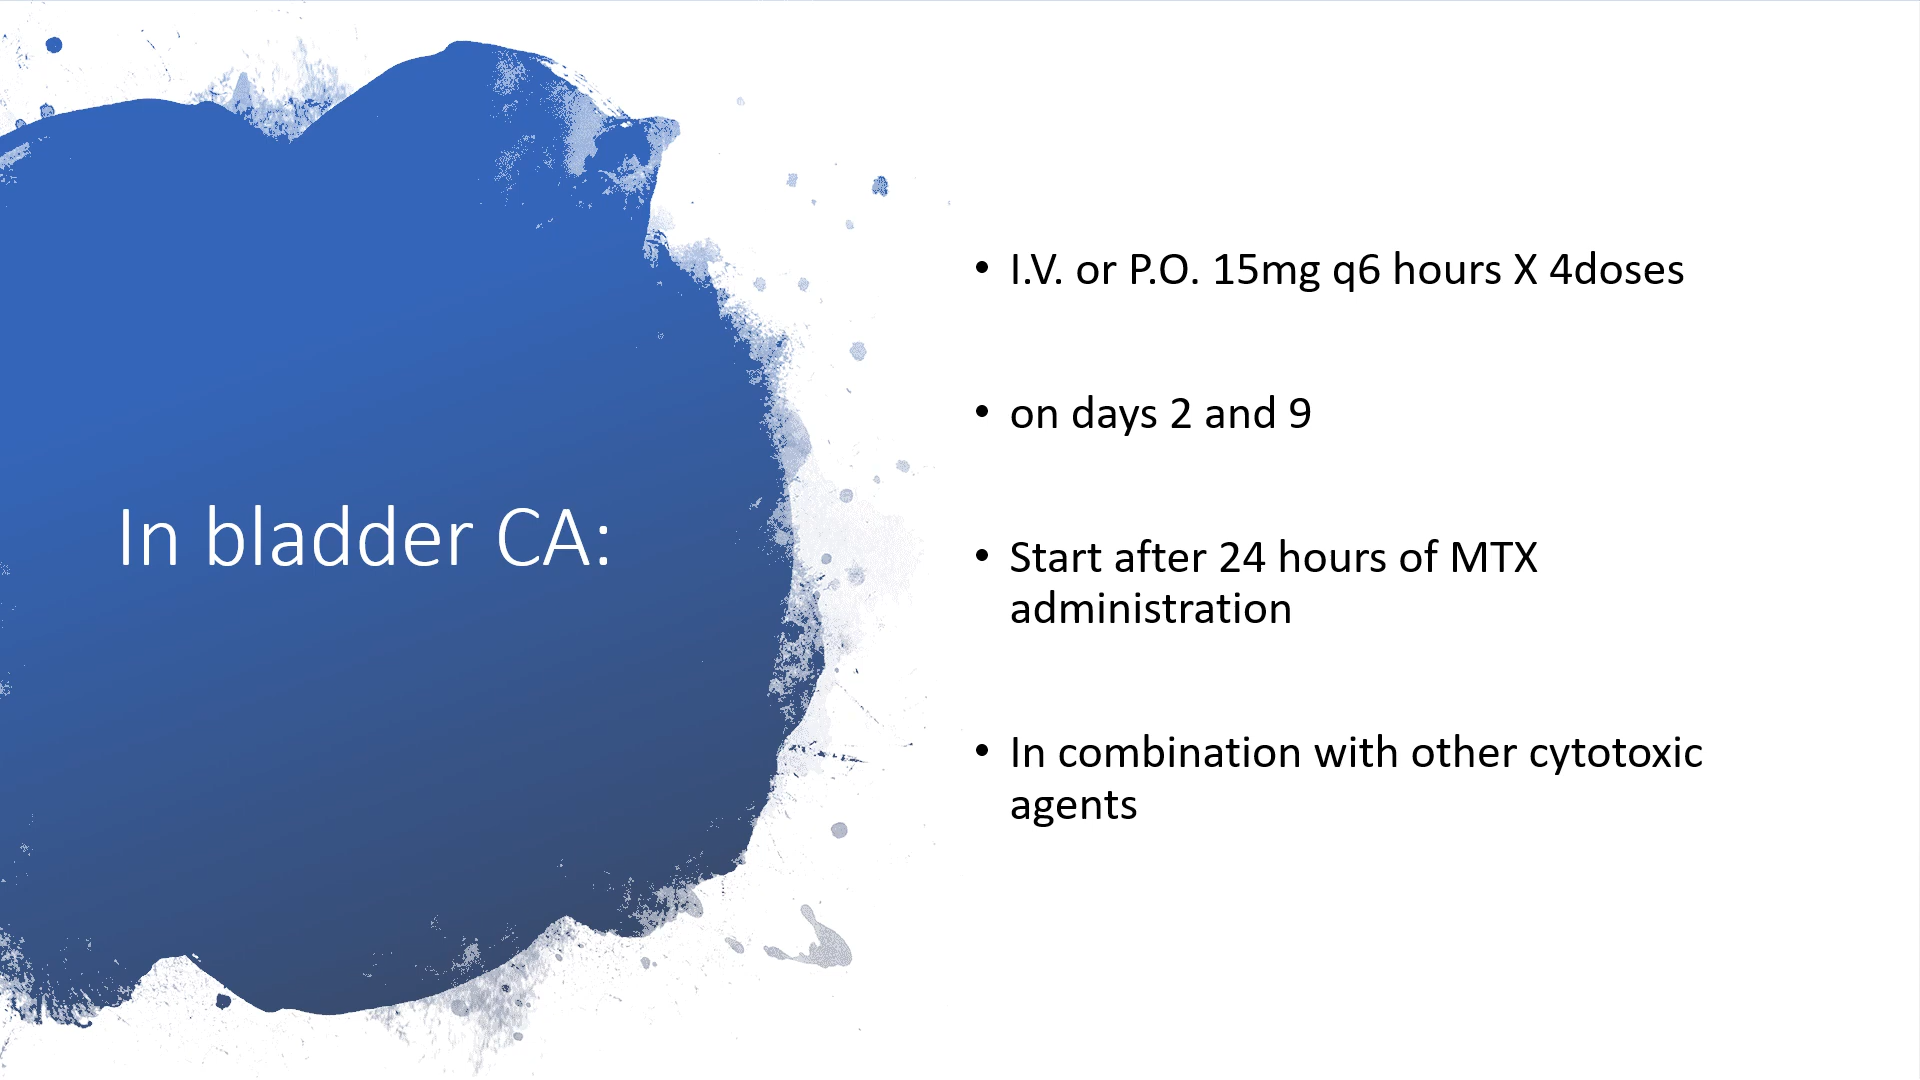 In bladder CA:
• I.V. or P.O. 15mg q6 hours X 4doses
• on days 2 and 9
• Start after 24 hours of MTX
administration
• In combination with other cytotoxic
agents